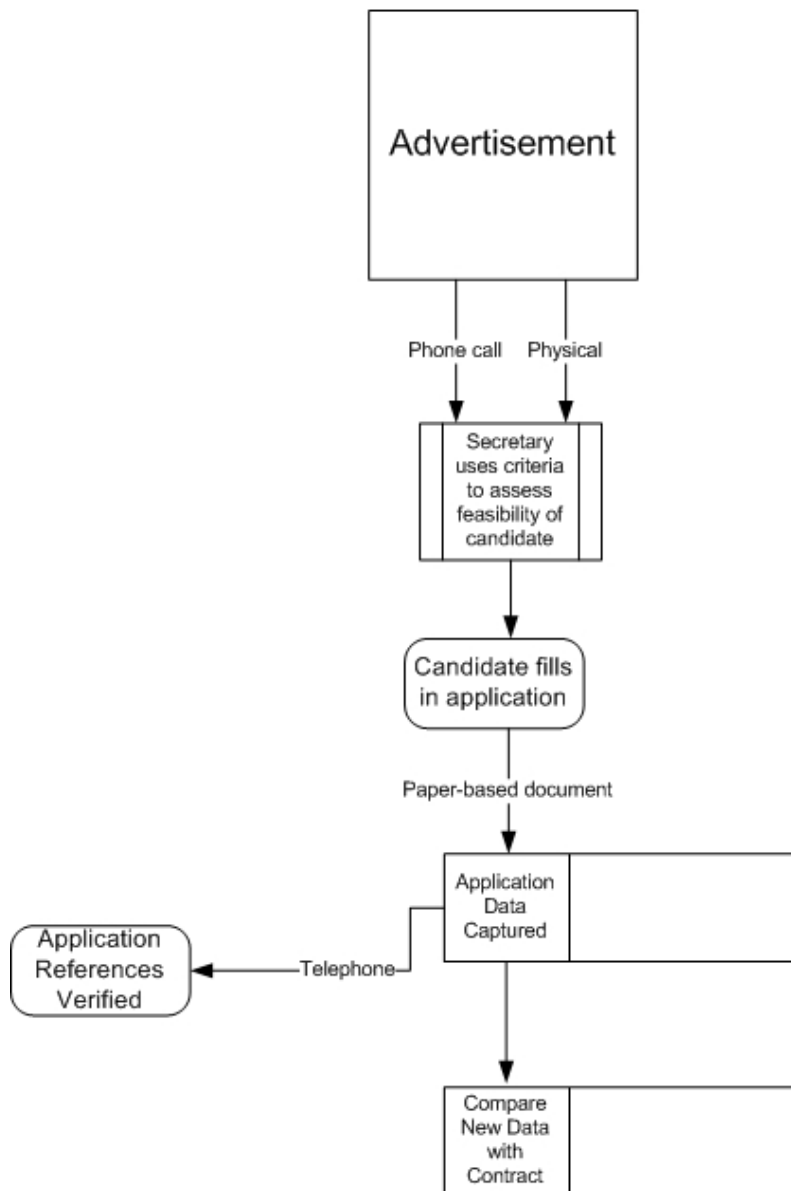 Advertisement
Phone call
Physical
Secretary
uses criteria
to assess
feasibility of
candidate
Candidate fills
in application
Paper-based document
Application
Data
Captured
Application
References
Verified
Telephone
Compare
New Data
with
Contract